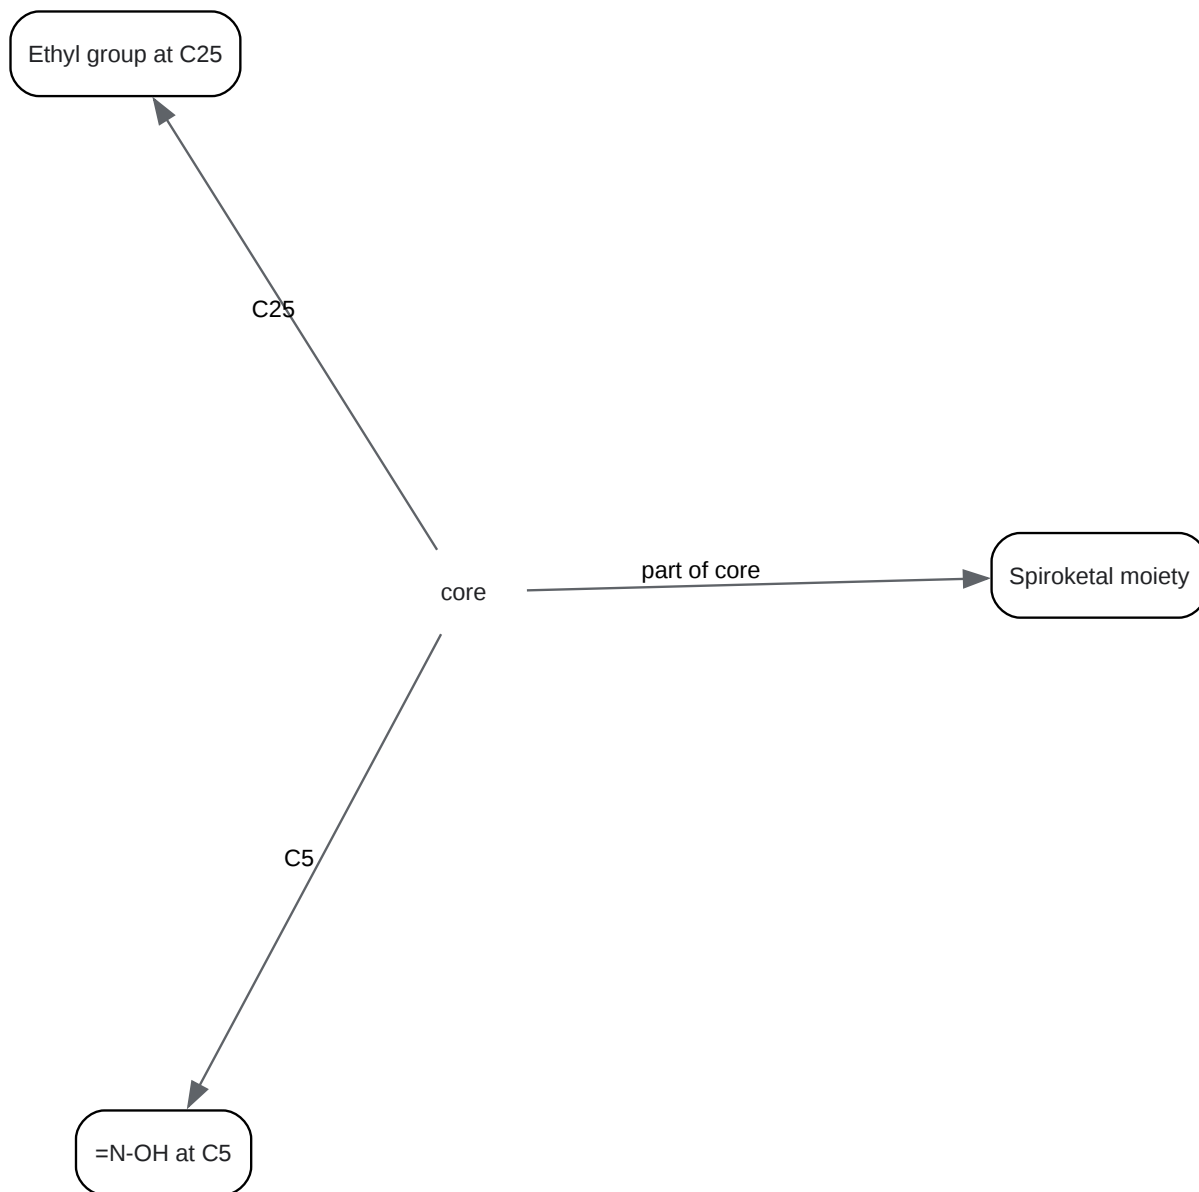 Ethyl group at C25
C25
part of core
Spiroketal moiety
core
C5
=N-OH at C5